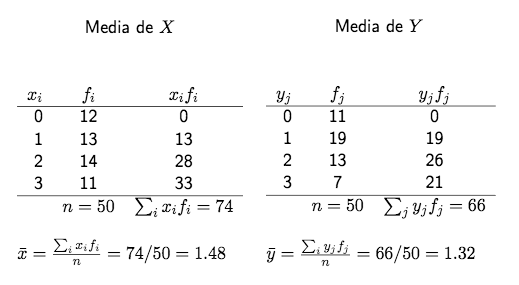 Media de X Media de Y
xᵢ fᵢ xᵢfᵢ yⱼ fⱼ yⱼfⱼ
0 12 0 0 11 0
1 13 13 1 19 19
2 14 28 2 13 26
3 11 33 3 7 21
n = 50 ∑ᵢ xᵢfᵢ = 74 n = 50 ∑ⱼ yⱼfⱼ = 66
x̄ = ∑ᵢ xᵢfᵢ / n = 74/50 = 1.48 ȳ = ∑ᵢ yⱼfⱼ / n = 66/50 = 1.32